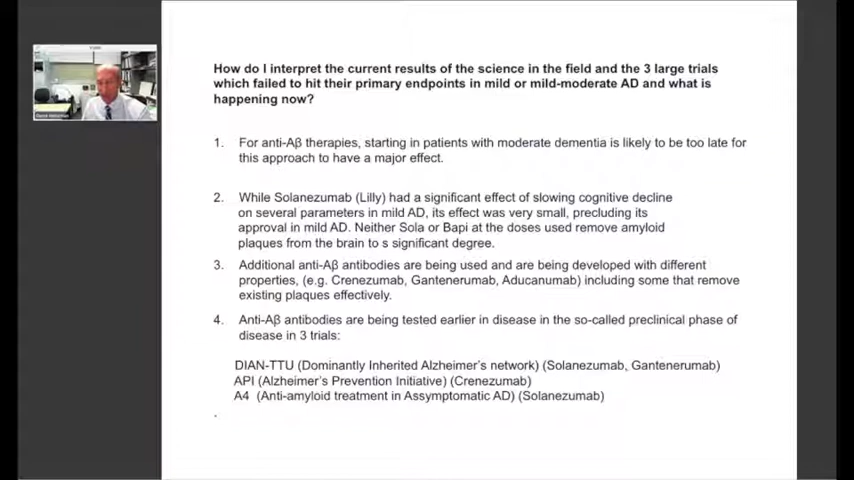 How do I interpret the current results of the science in the field and the 3 large trials
which failed to hit their primary endpoints in mild or mild-moderate AD and what is
happening now?
1. For anti-Aβ therapies, starting in patients with moderate dementia is likely to be too late for
this approach to have a major effect.
2. While Solanezumab (Lilly) had a significant effect of slowing cognitive decline
on several parameters in mild AD, its effect was very small, precluding its
approval in mild AD. Neither Sola or Bapi at the doses used remove amyloid
plaques from the brain to s significant degree.
3. Additional anti-Aβ antibodies are being used and are being developed with different
properties, (e.g. Crenezumab, Gantenerumab, Aducanumab) including some that remove
existing plaques effectively.
4. Anti-Aβ antibodies are being tested earlier in disease in the so-called preclinical phase of
disease in 3 trials:
DIAN-TTU (Dominantly Inherited Alzheimer's network) (Solanezumab, Gantenerumab)
API (Alzheimer's Prevention Initiative) (Crenezumab)
A4 (Anti-amyloid treatment in Assymptomatic AD) (Solanezumab)
.